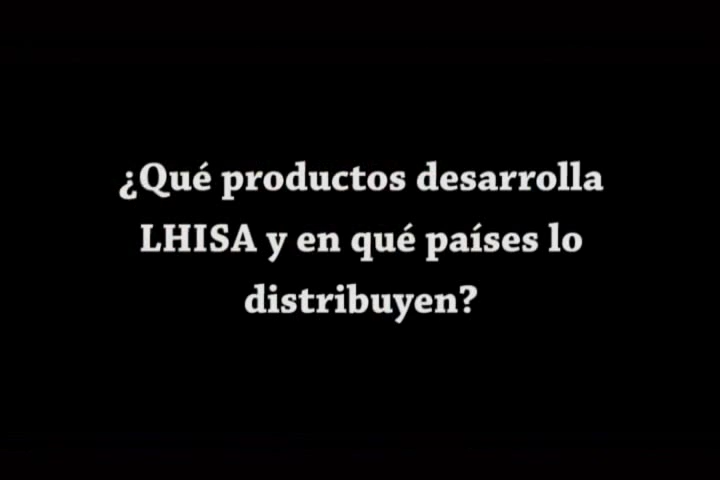 ¿Qué productos desarrolla
LHISA y en qué países lo
distribuyen?